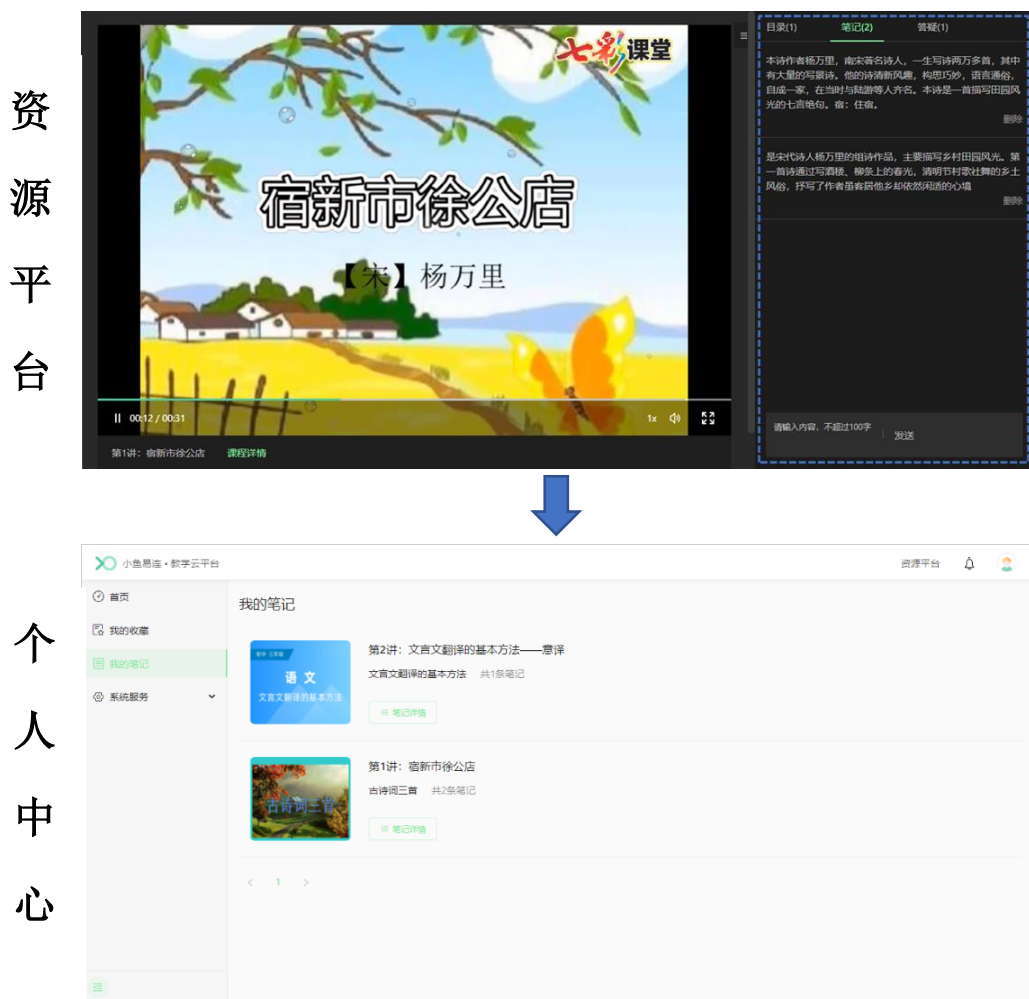 资
源
平
台
七彩课堂
宿新市徐公店
【宋】杨万里
00:12 / 00:31
1x
第1讲：宿新市徐公店 课程详情
目录(1) 笔记(2) 答疑(1)
本诗作者杨万里，南宋著名诗人，一生写诗两万多首，其中
有大量的写景诗。他的诗清新风趣，构思巧妙，语言通俗，
自成一家，在当时与陆游等人齐名。本诗是一首描写田园风
光的七言绝句。宿：住宿。
删除
是宋代诗人杨万里的组诗作品，主要描写乡村田园风光。第
一首诗通过写酒楼、柳条上的春光，清明节村歌社舞的乡土
风俗，抒写了作者虽客居他乡却依然闲适的心境
删除
请输入内容，不超过100字
发送
个
人
中
心
小鱼易连•教学云平台 资源平台
首页
我的收藏
我的笔记
系统服务
我的笔记
初中 三年级
语 文
文言文翻译的基本方法
第2讲：文言文翻译的基本方法——意译
文言文翻译的基本方法 共1条笔记
笔记详情
古诗词三首
第1讲：宿新市徐公店
古诗词三首 共2条笔记
笔记详情
< 1 >